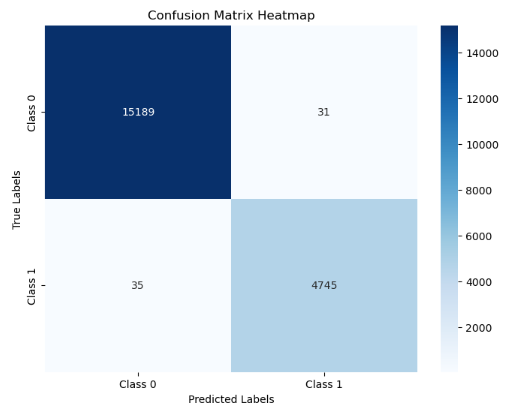 Confusion Matrix Heatmap
Class 0
15189
31
Class 1
35
4745
True Labels
Class 0
Class 1
Predicted Labels
14000
12000
10000
8000
6000
4000
2000